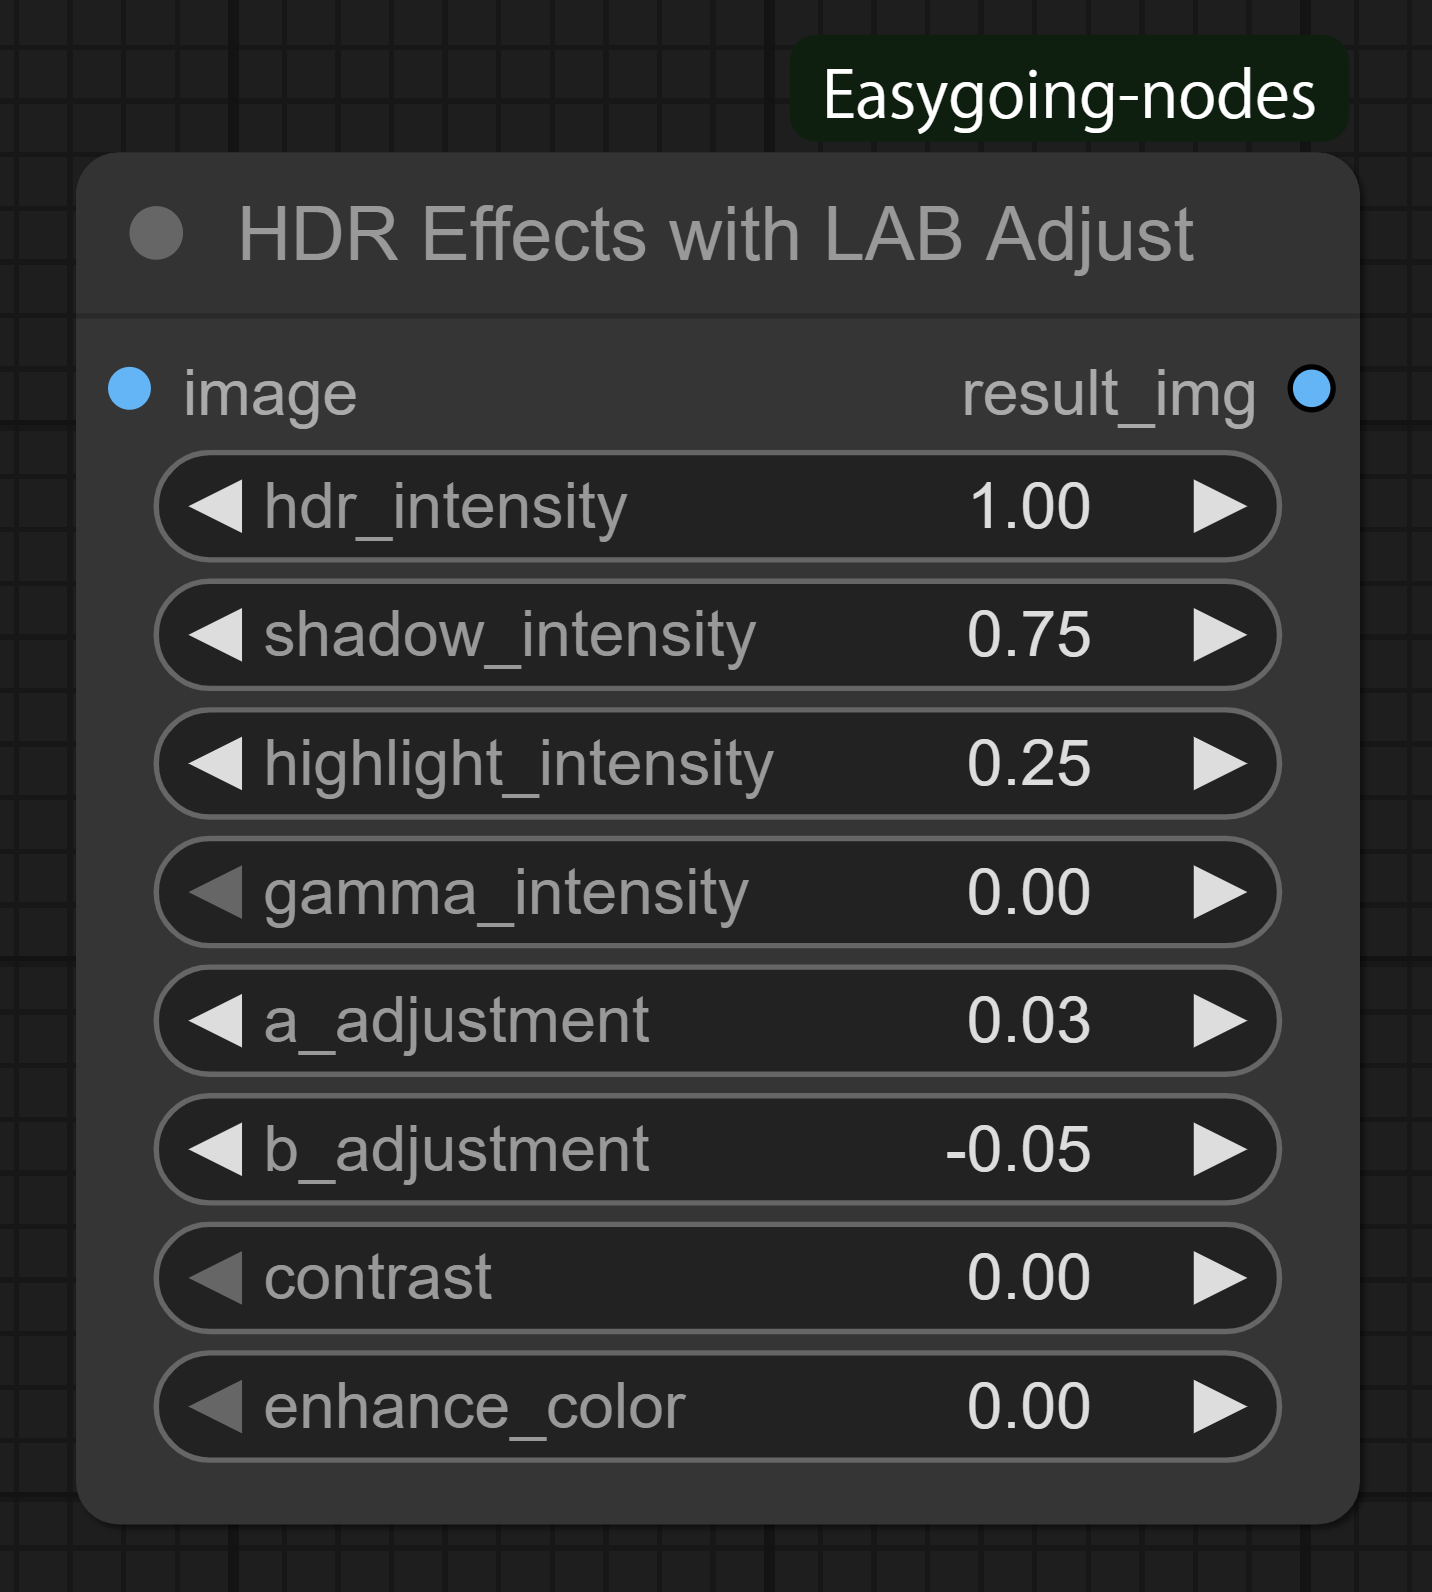 Easygoing-nodes
HDR Effects with LAB Adjust
image result_img
hdr_intensity 1.00
shadow_intensity 0.75
highlight_intensity 0.25
gamma_intensity 0.00
a_adjustment 0.03
b_adjustment -0.05
contrast 0.00
enhance_color 0.00